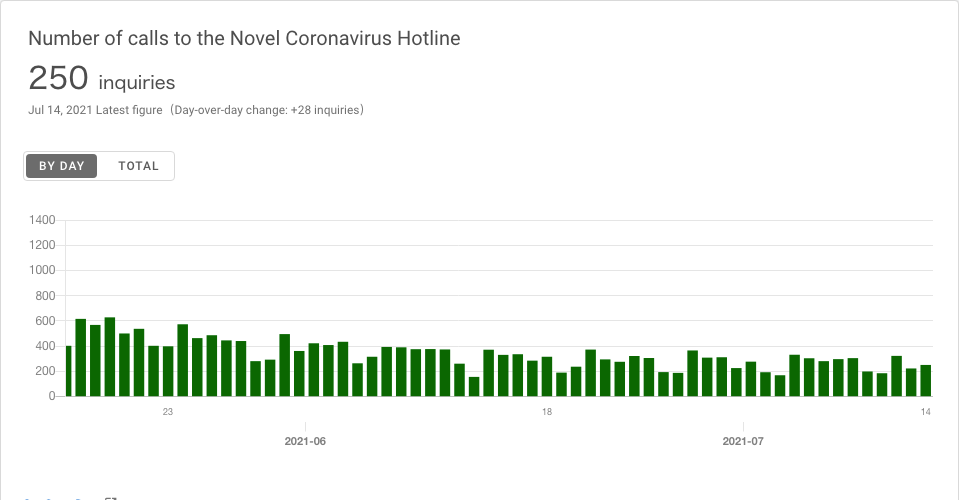 Number of calls to the Novel Coronavirus Hotline
250 inquiries
Jul 14, 2021 Latest figure（Day-over-day change: +28 inquiries）
BY DAY TOTAL
1400
1200
1000
800
600
400
200
0
23 18 14
2021-06 2021-07